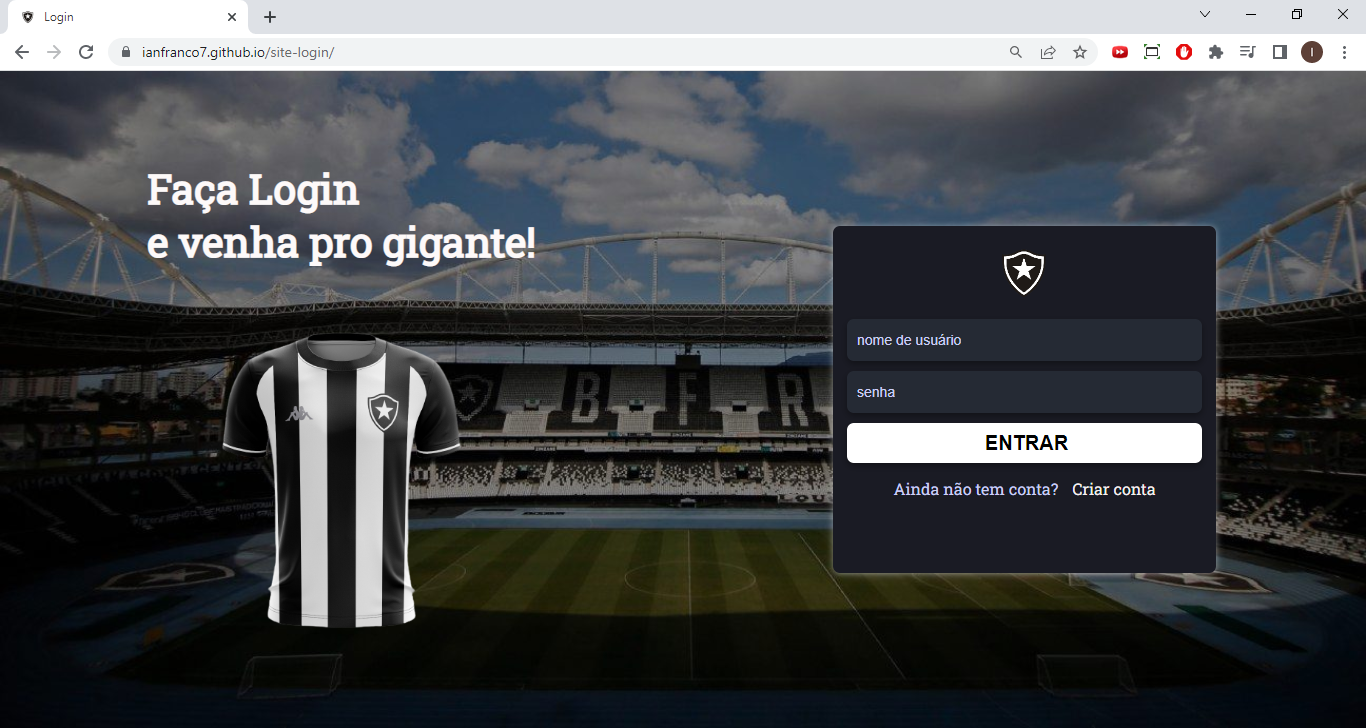 Login
ianfranco7.github.io/site-login/
I
Faça Login
e venha pro gigante!
B F R
nome de usuário
senha
ENTRAR
Ainda não tem conta? Criar conta